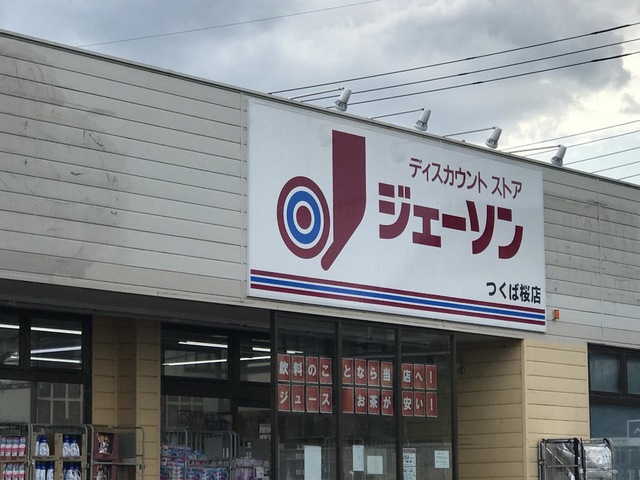 ディスカウント ストア
ジェーソン
つくば桜店
飲料のことなら当店へ!
ジュース お茶が安い!